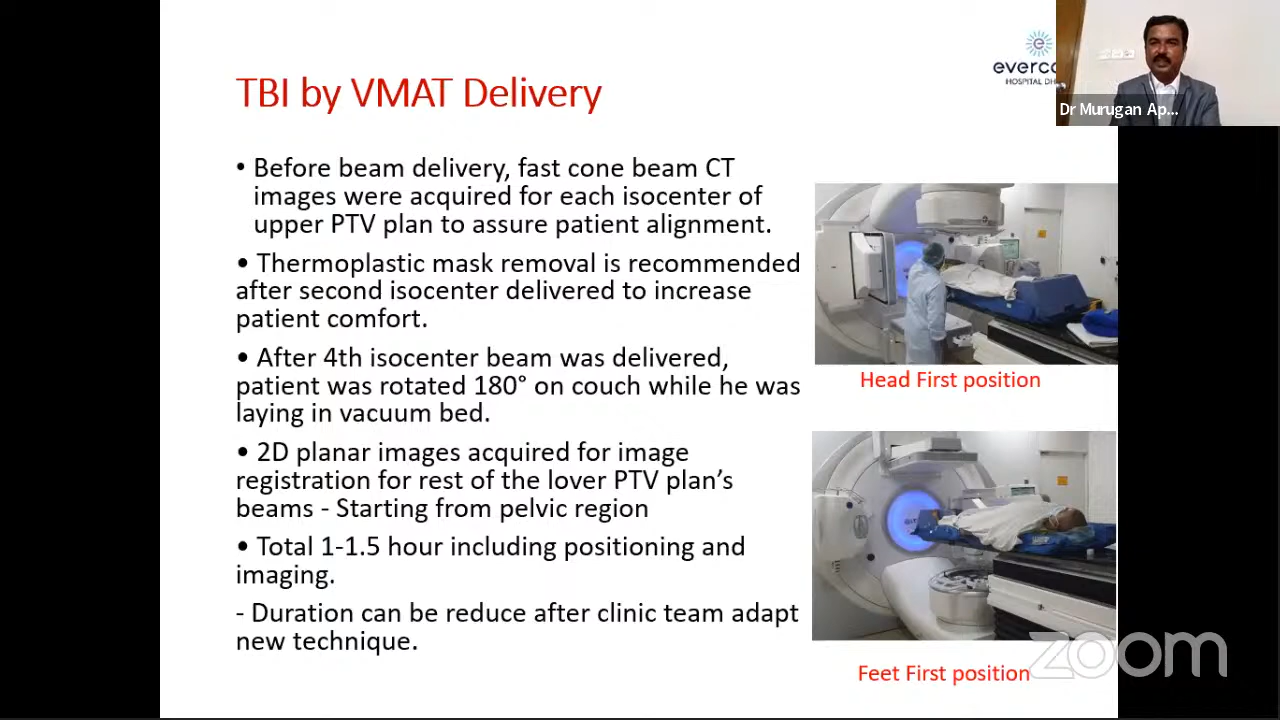 TBI by VMAT Delivery
everc
HOSPITAL DH
Dr Murugan Ap...
• Before beam delivery, fast cone beam CT
images were acquired for each isocenter of
upper PTV plan to assure patient alignment.
• Thermoplastic mask removal is recommended
after second isocenter delivered to increase
patient comfort.
• After 4th isocenter beam was delivered,
patient was rotated 180° on couch while he was
laying in vacuum bed.
• 2D planar images acquired for image
registration for rest of the lover PTV plan's
beams - Starting from pelvic region
• Total 1-1.5 hour including positioning and
imaging.
- Duration can be reduce after clinic team adapt
new technique.
Head First position
Feet First position
zoom